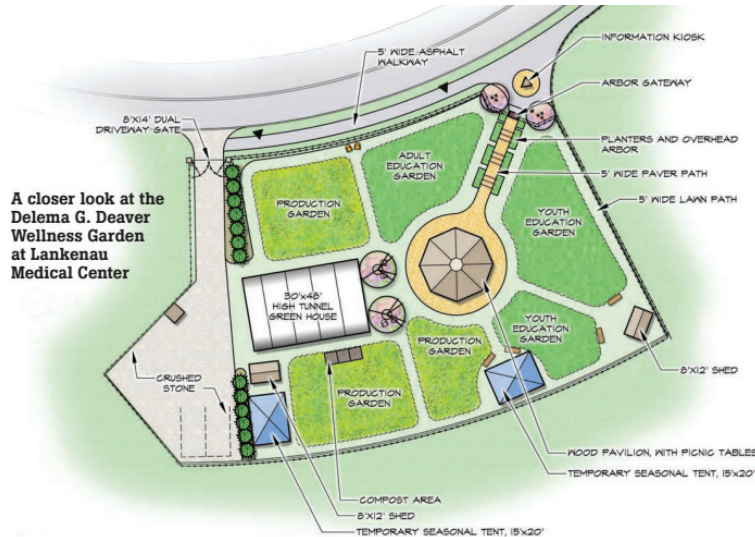 INFORMATION KIOSK
5' WIDE ASPHALT
WALKWAY
ARBOR GATEWAY
8'X14' DUAL
DRIVEWAY GATE
PLANTERS AND OVERHEAD
ARBOR
ADULT
EDUCATION
GARDEN
5' WIDE PAVER PATH
A closer look at the
Delema G. Deaver
Wellness Garden
at Lankenau
Medical Center
PRODUCTION
GARDEN
5' WIDE LAWN PATH
YOUTH
EDUCATION
GARDEN
30'x48'
HIGH TUNNEL
GREEN HOUSE
YOUTH
EDUCATION
GARDEN
PRODUCTION
GARDEN
8'X12' SHED
CRUSHED
STONE
PRODUCTION
GARDEN
WOOD PAVILION, WITH PICNIC TABLES
TEMPORARY SEASONAL TENT, 15'x20'
COMPOST AREA
8'X12' SHED
TEMPORARY SEASONAL TENT, 15'x20'